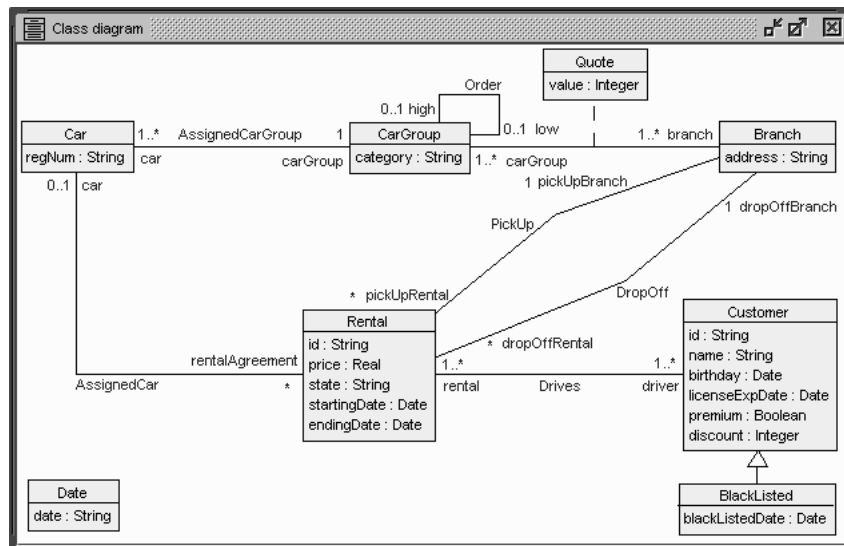 Class diagram
Quote
value : Integer
Order
0..1 high
0..1 low
Car
regNum : String
1..* AssignedCarGroup 1
car
carGroup
CarGroup
category : String
1..* carGroup
1..* branch
Branch
address : String
0..1 car
1 pickUpBranch
1 dropOffBranch
PickUp
DropOff
* pickUpRental
* dropOffRental
Rental
id : String
price : Real
state : String
startingDate : Date
endingDate : Date
rentalAgreement
AssignedCar *
1..*
rental
Drives
1..*
driver
Customer
id : String
name : String
birthday : Date
licenseExpDate : Date
premium : Boolean
discount : Integer
BlackListed
blackListedDate : Date
Date
date : String